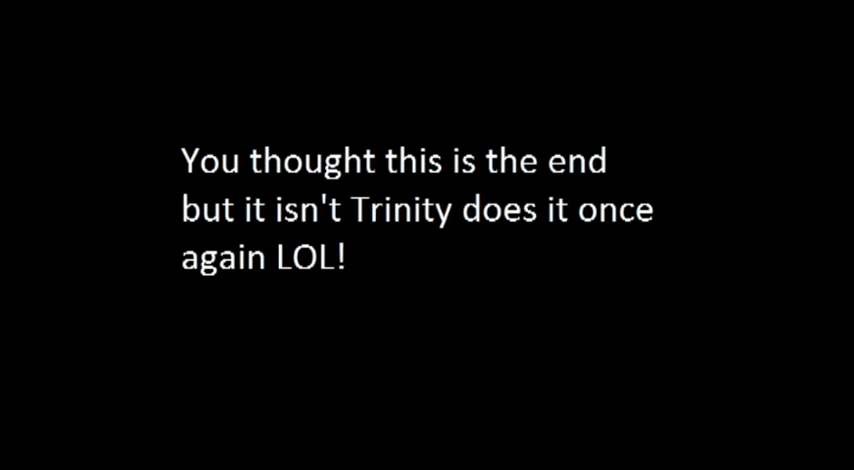 You thought this is the end
but it isn't Trinity does it once
again LOL!